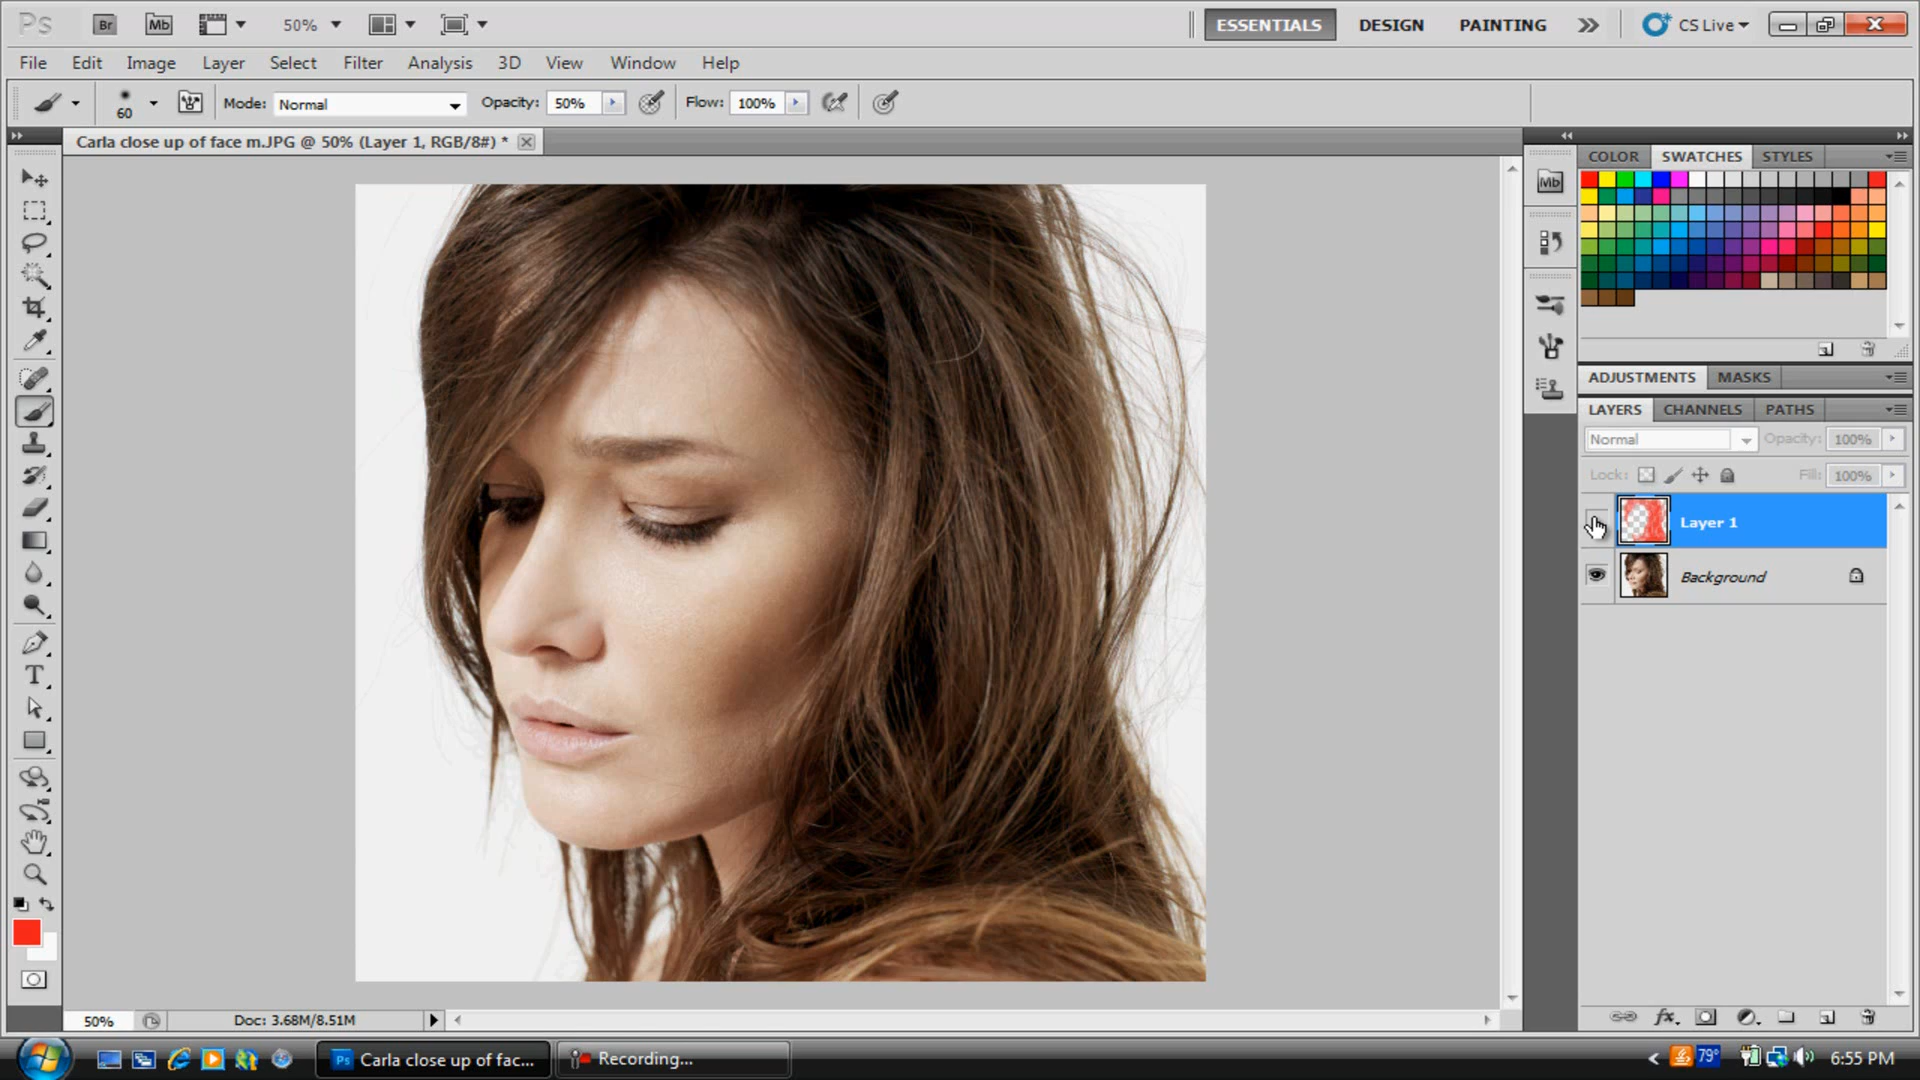 Ps Br Mb 50% ESSENTIALS DESIGN PAINTING CS Live
File Edit Image Layer Select Filter Analysis 3D View Window Help
60 Mode: Normal Opacity: 50% Flow: 100%
Carla close up of face m.JPG @ 50% (Layer 1, RGB/8#) *
COLOR SWATCHES STYLES
Mb
ADJUSTMENTS MASKS
LAYERS CHANNELS PATHS
Normal Opacity: 100%
Lock: Fill: 100%
Layer 1
Background
T
fx
50% Doc: 3.68M/8.51M
Ps Carla close up of fac... Recording... 79° 6:55 PM